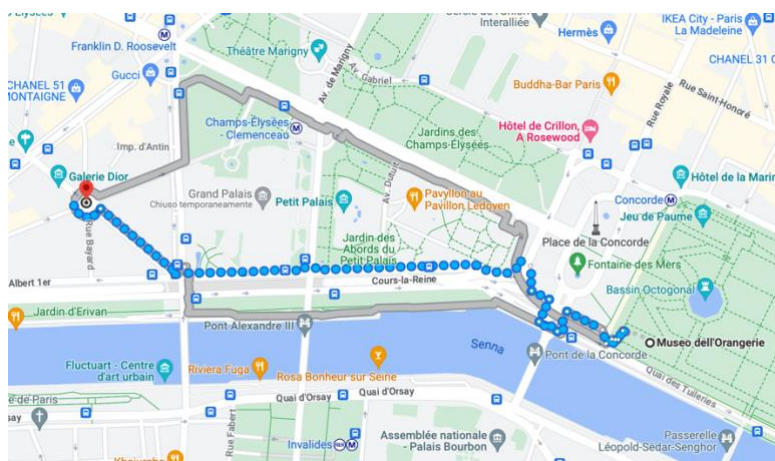 Interalliée
IKEA City - Paris
La Madeleine
Franklin D. Roosevelt
Théâtre Marigny
Hermès
CHANEL 31
Gucci
Av. de Marigny
Av. Gabriel
Buddha-Bar Paris
Rue Saint-Honoré
Rue Royale
CHANEL 51
MONTAIGNE
Champs-Élysées
- Clemenceau
Jardins des
Champs-Élysées
Hôtel de Crillon,
A Rosewood
Imp. d'Antin
Galerie Dior
Grand Palais
Chiuso temporaneamente
Petit Palais
Av. Dutuit
Pavyllon au
Pavillon Ledoyen
Concorde
Hôtel de la Marin
Jeu de Paume
Rue Bayard
Jardin des
Abords du
Petit Palais
Place de la Concorde
Fontaine des Mers
Albert 1er
Cours-la-Reine
Bassin Octogonal
Jardin d'Erivan
Pont Alexandre III
Senna
Pont de la Concorde
Museo dell'Orangerie
Fluctuart - Centre
d'art urbain
Riviera Fuga
Rosa Bonheur sur Seine
Quai des Tuileries
de Paris
Quai d'Orsay
Quai d'Orsay
Rue Fabert
Invalides
Assemblée nationale
- Palais Bourbon
Passerelle
Léopold-Sédar-Senghor